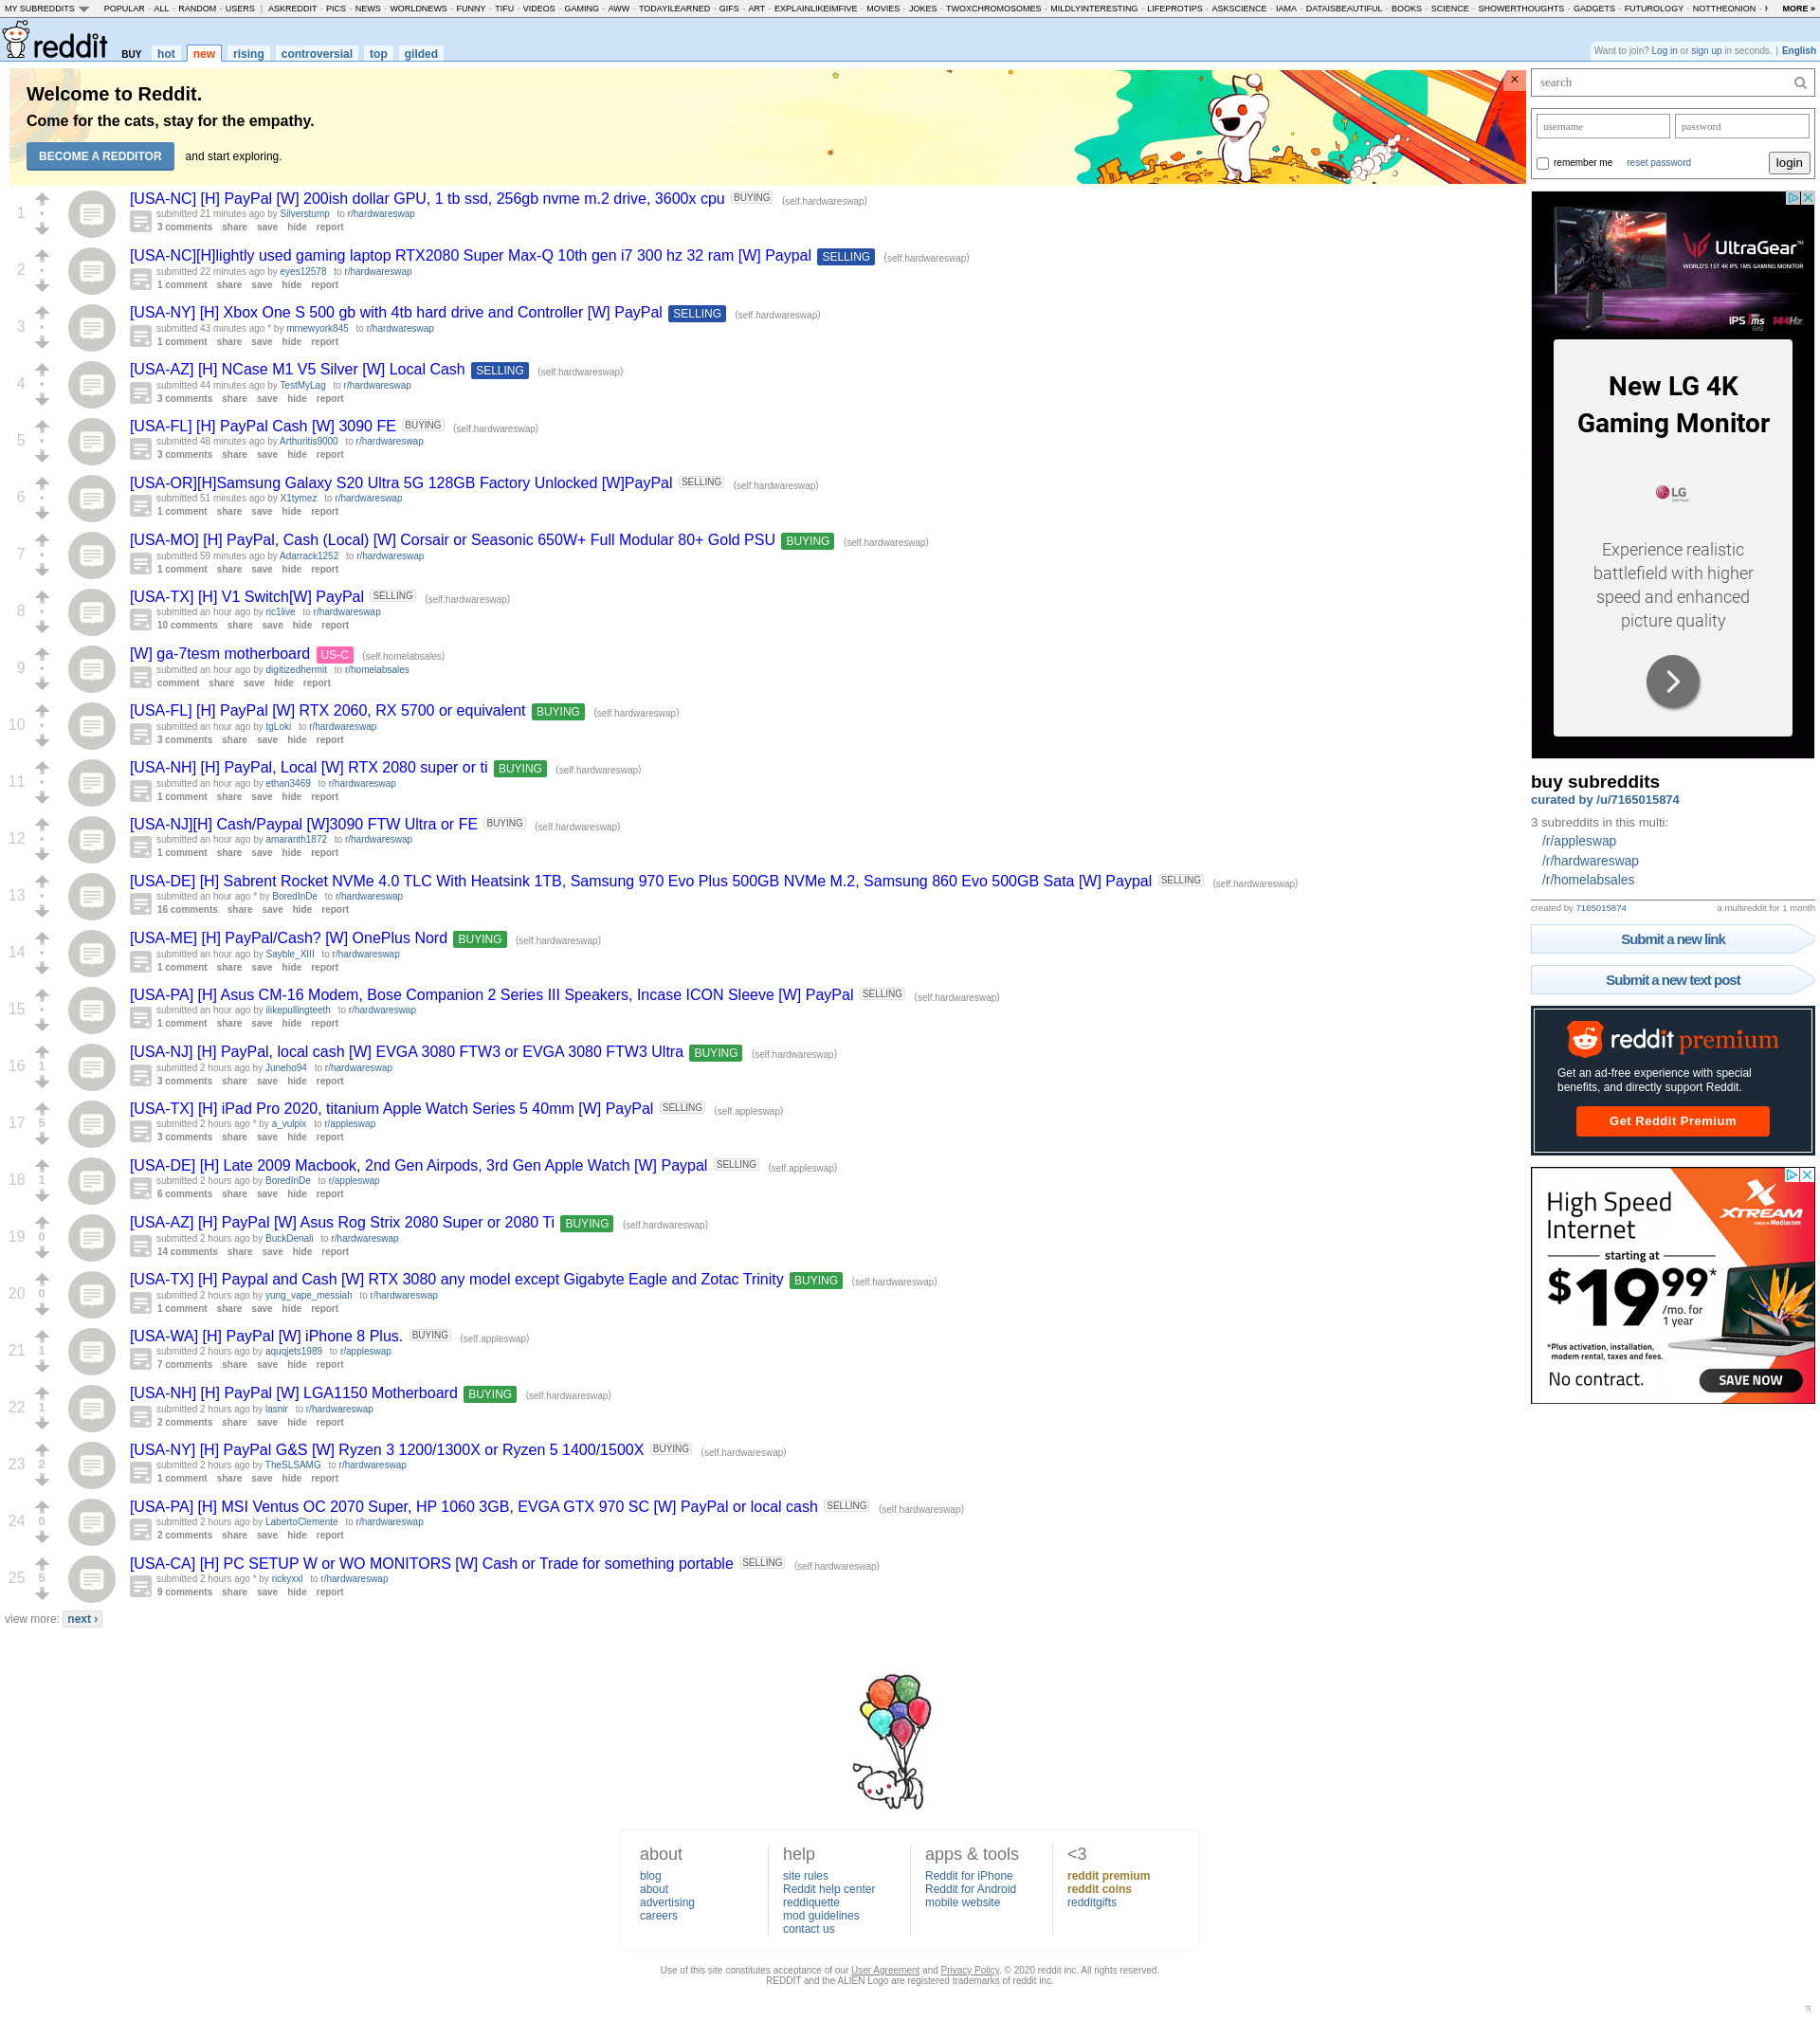 MY SUBREDDITS POPULAR - ALL - RANDOM - USERS | ASKREDDIT - PICS - NEWS - WORLDNEWS - FUNNY - TIFU - VIDEOS - GAMING - AWW - TODAYILEARNED - GIFS - ART - EXPLAINLIKEIMFIVE - MOVIES - JOKES - TWOXCHROMOSOMES - MILDLYINTERESTING - LIFEPROTIPS - ASKSCIENCE - IAMA - DATAISBEAUTIFUL - BOOKS - SCIENCE - SHOWERTHOUGHTS - GADGETS - FUTUROLOGY - NOTTHEONION - MORE »
reddit BUY hot new rising controversial top gilded
Want to join? Log in or sign up in seconds. | English
Welcome to Reddit.
Come for the cats, stay for the empathy.
BECOME A REDDITOR and start exploring.
×
1
[USA-NC] [H] PayPal [W] 200ish dollar GPU, 1 tb ssd, 256gb nvme m.2 drive, 3600x cpu BUYING (self.hardwareswap)
submitted 21 minutes ago by Silverstump to r/hardwareswap
3 comments share save hide report
2
[USA-NC][H]lightly used gaming laptop RTX2080 Super Max-Q 10th gen i7 300 hz 32 ram [W] Paypal SELLING (self.hardwareswap)
submitted 22 minutes ago by eyes12578 to r/hardwareswap
1 comment share save hide report
3
[USA-NY] [H] Xbox One S 500 gb with 4tb hard drive and Controller [W] PayPal SELLING (self.hardwareswap)
submitted 43 minutes ago * by mrnewyork845 to r/hardwareswap
1 comment share save hide report
4
[USA-AZ] [H] NCase M1 V5 Silver [W] Local Cash SELLING (self.hardwareswap)
submitted 44 minutes ago by TestMyLag to r/hardwareswap
3 comments share save hide report
5
[USA-FL] [H] PayPal Cash [W] 3090 FE BUYING (self.hardwareswap)
submitted 48 minutes ago by Arthuritis9000 to r/hardwareswap
3 comments share save hide report
6
[USA-OR][H]Samsung Galaxy S20 Ultra 5G 128GB Factory Unlocked [W]PayPal SELLING (self.hardwareswap)
submitted 51 minutes ago by X1tymez to r/hardwareswap
1 comment share save hide report
7
[USA-MO] [H] PayPal, Cash (Local) [W] Corsair or Seasonic 650W+ Full Modular 80+ Gold PSU BUYING (self.hardwareswap)
submitted 59 minutes ago by Adarrack1252 to r/hardwareswap
1 comment share save hide report
8
[USA-TX] [H] V1 Switch[W] PayPal SELLING (self.hardwareswap)
submitted an hour ago by ric1live to r/hardwareswap
10 comments share save hide report
9
[W] ga-7tesm motherboard US-C (self.homelabsales)
submitted an hour ago by digitizedhermit to r/homelabsales
comment share save hide report
10
[USA-FL] [H] PayPal [W] RTX 2060, RX 5700 or equivalent BUYING (self.hardwareswap)
submitted an hour ago by tgLoki to r/hardwareswap
3 comments share save hide report
11
[USA-NH] [H] PayPal, Local [W] RTX 2080 super or ti BUYING (self.hardwareswap)
submitted an hour ago by ethan3469 to r/hardwareswap
1 comment share save hide report
12
[USA-NJ][H] Cash/Paypal [W]3090 FTW Ultra or FE BUYING (self.hardwareswap)
submitted an hour ago by amaranth1872 to r/hardwareswap
1 comment share save hide report
13
[USA-DE] [H] Sabrent Rocket NVMe 4.0 TLC With Heatsink 1TB, Samsung 970 Evo Plus 500GB NVMe M.2, Samsung 860 Evo 500GB Sata [W] Paypal SELLING (self.hardwareswap)
submitted an hour ago * by BoredInDe to r/hardwareswap
16 comments share save hide report
14
[USA-ME] [H] PayPal/Cash? [W] OnePlus Nord BUYING (self.hardwareswap)
submitted an hour ago by Sayble_XIII to r/hardwareswap
1 comment share save hide report
15
[USA-PA] [H] Asus CM-16 Modem, Bose Companion 2 Series III Speakers, Incase ICON Sleeve [W] PayPal SELLING (self.hardwareswap)
submitted an hour ago by ilikepullingteeth to r/hardwareswap
1 comment share save hide report
16 1
[USA-NJ] [H] PayPal, local cash [W] EVGA 3080 FTW3 or EVGA 3080 FTW3 Ultra BUYING (self.hardwareswap)
submitted 2 hours ago by Juneho94 to r/hardwareswap
3 comments share save hide report
17 5
[USA-TX] [H] iPad Pro 2020, titanium Apple Watch Series 5 40mm [W] PayPal SELLING (self.appleswap)
submitted 2 hours ago * by a_vulpix to r/appleswap
3 comments share save hide report
18 1
[USA-DE] [H] Late 2009 Macbook, 2nd Gen Airpods, 3rd Gen Apple Watch [W] Paypal SELLING (self.appleswap)
submitted 2 hours ago by BoredInDe to r/appleswap
6 comments share save hide report
19 0
[USA-AZ] [H] PayPal [W] Asus Rog Strix 2080 Super or 2080 Ti BUYING (self.hardwareswap)
submitted 2 hours ago by BuckDenali to r/hardwareswap
14 comments share save hide report
20 0
[USA-TX] [H] Paypal and Cash [W] RTX 3080 any model except Gigabyte Eagle and Zotac Trinity BUYING (self.hardwareswap)
submitted 2 hours ago by yung_vape_messiah to r/hardwareswap
1 comment share save hide report
21 1
[USA-WA] [H] PayPal [W] iPhone 8 Plus. BUYING (self.appleswap)
submitted 2 hours ago by aquqjets1989 to r/appleswap
7 comments share save hide report
22 1
[USA-NH] [H] PayPal [W] LGA1150 Motherboard BUYING (self.hardwareswap)
submitted 2 hours ago by lasnir to r/hardwareswap
2 comments share save hide report
23 2
[USA-NY] [H] PayPal G&S [W] Ryzen 3 1200/1300X or Ryzen 5 1400/1500X BUYING (self.hardwareswap)
submitted 2 hours ago by TheSLSAMG to r/hardwareswap
1 comment share save hide report
24 0
[USA-PA] [H] MSI Ventus OC 2070 Super, HP 1060 3GB, EVGA GTX 970 SC [W] PayPal or local cash SELLING (self.hardwareswap)
submitted 2 hours ago by LabertoClemente to r/hardwareswap
2 comments share save hide report
25 5
[USA-CA] [H] PC SETUP W or WO MONITORS [W] Cash or Trade for something portable SELLING (self.hardwareswap)
submitted 2 hours ago * by rickyxxl to r/hardwareswap
9 comments share save hide report
view more: next ›
search
username password
remember me reset password login
ULTRAGEAR™
WORLD'S 1ST 4K IPS 1MS GAMING MONITOR
IPS 1ms GtG 144Hz
New LG 4K
Gaming Monitor
LG
Experience realistic
battlefield with higher
speed and enhanced
picture quality
buy subreddits
curated by /u/7165015874
3 subreddits in this multi:
/r/appleswap
/r/hardwareswap
/r/homelabsales
created by 7165015874 a multireddit for 1 month
Submit a new link
Submit a new text post
reddit premium
Get an ad-free experience with special
benefits, and directly support Reddit.
Get Reddit Premium
High Speed
Internet
XTREAM
POWERED BY Mediacom
starting at
$19.99*
/mo. for
1 year
*Plus activation, installation,
modem rental, taxes and fees.
No contract. SAVE NOW
about
blog
about
advertising
careers
help
site rules
Reddit help center
reddiquette
mod guidelines
contact us
apps & tools
Reddit for iPhone
Reddit for Android
mobile website
<3
reddit premium
reddit coins
redditgifts
Use of this site constitutes acceptance of our User Agreement and Privacy Policy. © 2020 reddit inc. All rights reserved.
REDDIT and the ALIEN Logo are registered trademarks of reddit inc.
π